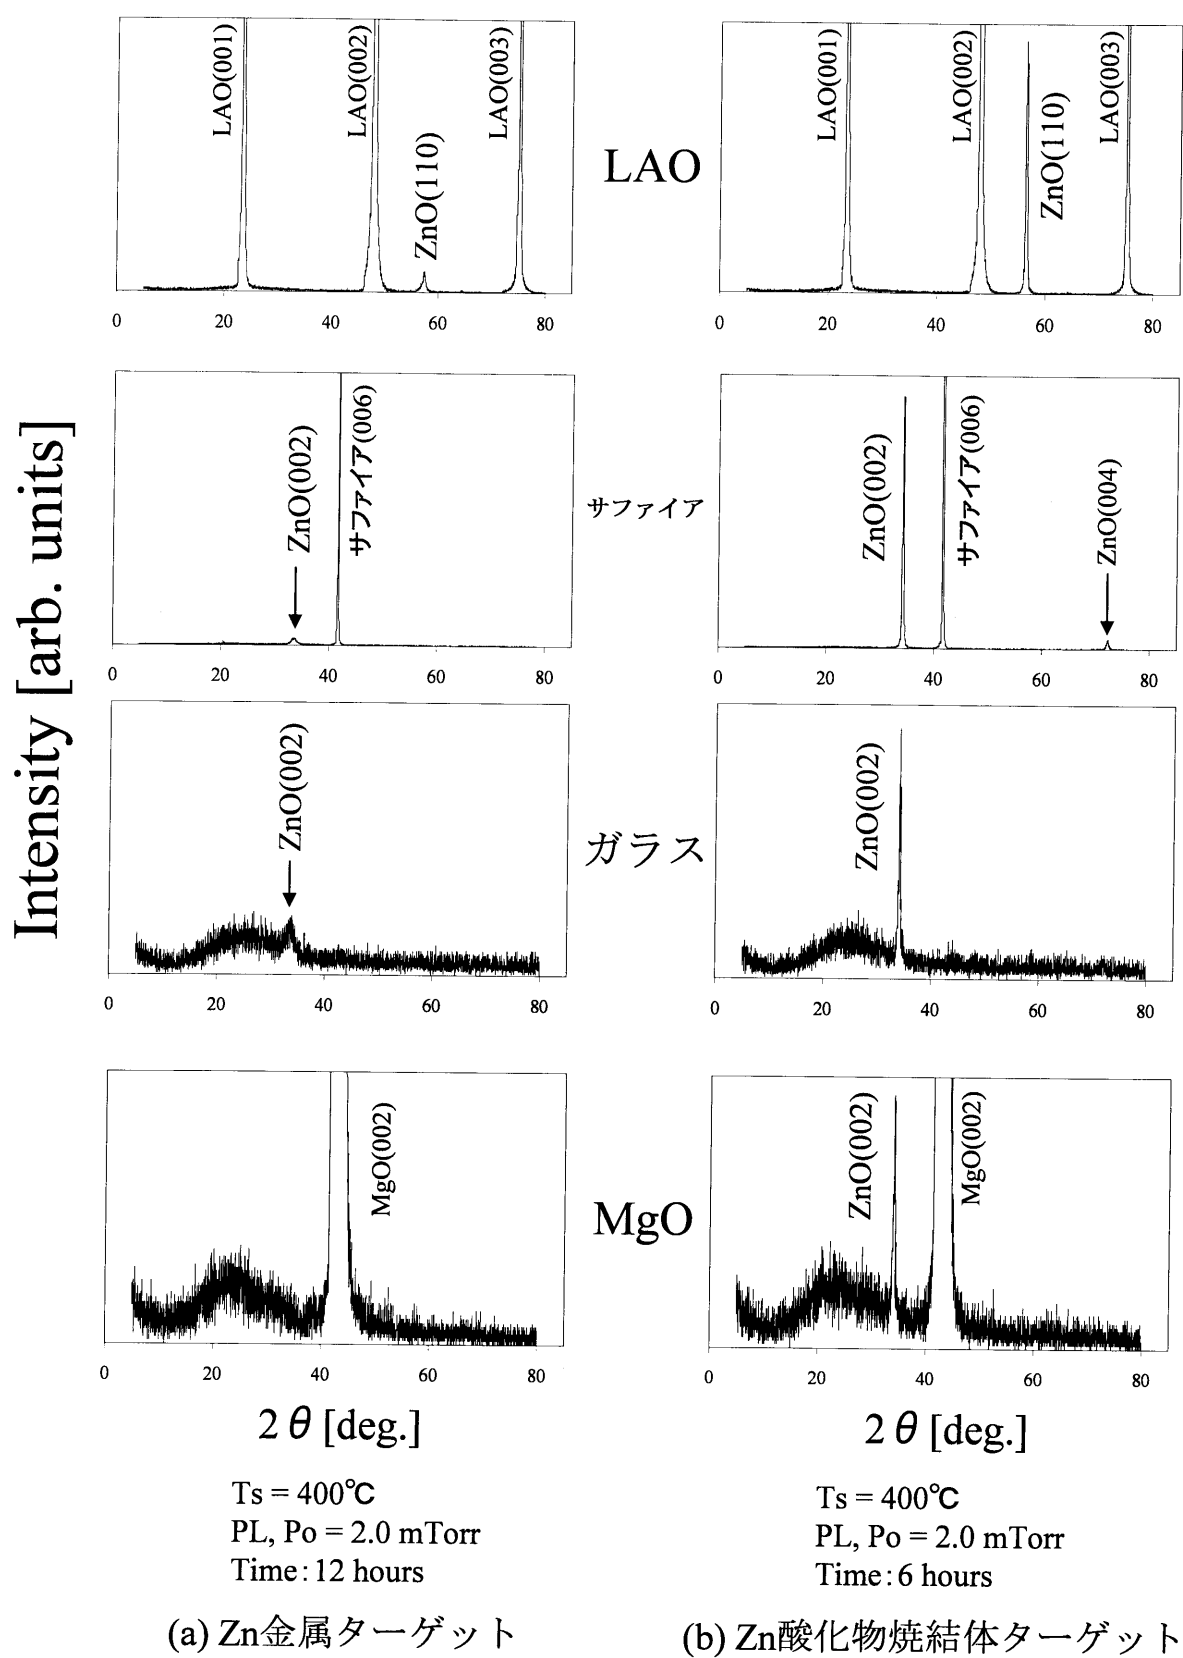 LAO(001)
LAO(002)
ZnO(110)
LAO(003)
0 20 40 60 80
LAO
LAO(001)
LAO(002)
ZnO(110)
LAO(003)
0 20 40 60 80
Intensity [arb. units]
ZnO(002)
サファイア(006)
0 20 40 60 80
サファイア
ZnO(002)
サファイア(006)
ZnO(004)
0 20 40 60 80
ZnO(002)
0 20 40 60 80
ガラス
ZnO(002)
0 20 40 60 80
MgO(002)
0 20 40 60 80
MgO
ZnO(002)
MgO(002)
0 20 40 60 80
2 θ [deg.]
2 θ [deg.]
Ts = 400℃
PL, Po = 2.0 mTorr
Time : 12 hours
Ts = 400℃
PL, Po = 2.0 mTorr
Time : 6 hours
(a) Zn金属ターゲット
(b) Zn酸化物焼結体ターゲット